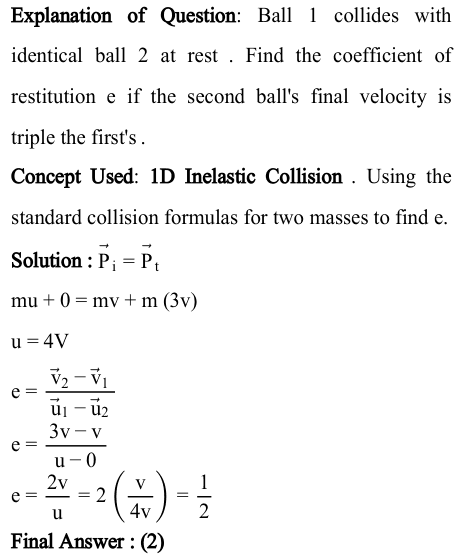 Explanation of Question: Ball 1 collides with
identical ball 2 at rest . Find the coefficient of
restitution e if the second ball's final velocity is
triple the first's .
Concept Used: 1D Inelastic Collision . Using the
standard collision formulas for two masses to find e.
Solution : P⃗ᵢ = P⃗ₜ
mu + 0 = mv + m (3v)
u = 4V
e = (v⃗₂ − v⃗₁) / (u⃗₁ − u⃗₂)
e = (3v − v) / (u − 0)
e = 2v / u = 2 (v / 4v) = 1 / 2
Final Answer : (2)